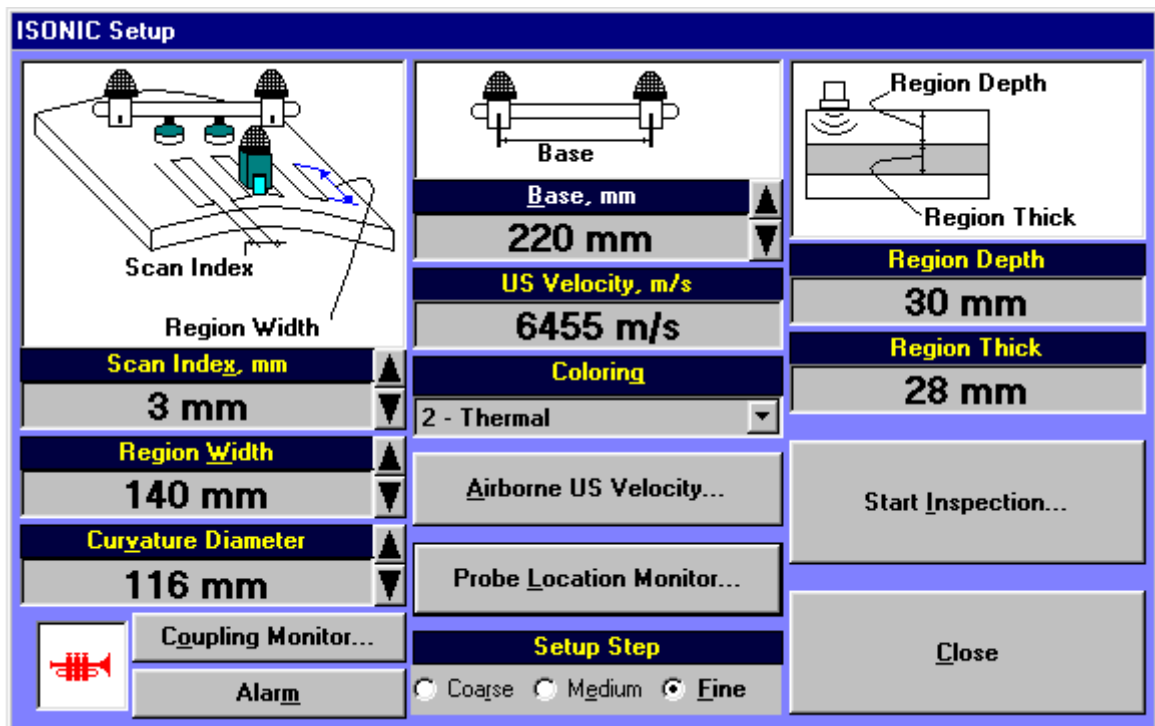 ISONIC Setup
Scan Index
Region Width
Scan Index, mm
3 mm
Region Width
140 mm
Curvature Diameter
116 mm
Coupling Monitor...
Alarm
Base
Base, mm
220 mm
US Velocity, m/s
6455 m/s
Coloring
2 - Thermal
Airborne US Velocity...
Probe Location Monitor...
Setup Step
Coarse Medium Fine
Region Depth
Region Thick
Region Depth
30 mm
Region Thick
28 mm
Start Inspection...
Close